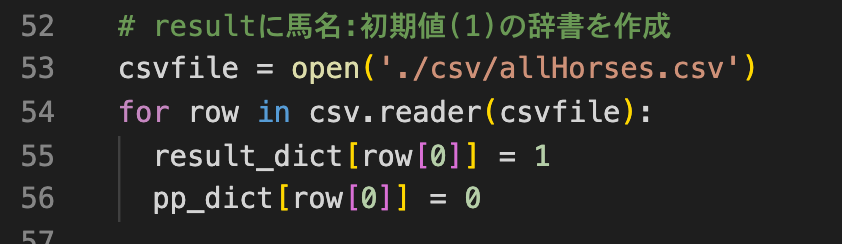 52 # resultに馬名:初期値(1)の辞書を作成
53 csvfile = open('./csv/allHorses.csv')
54 for row in csv.reader(csvfile):
55 result_dict[row[0]] = 1
56 pp_dict[row[0]] = 0
57